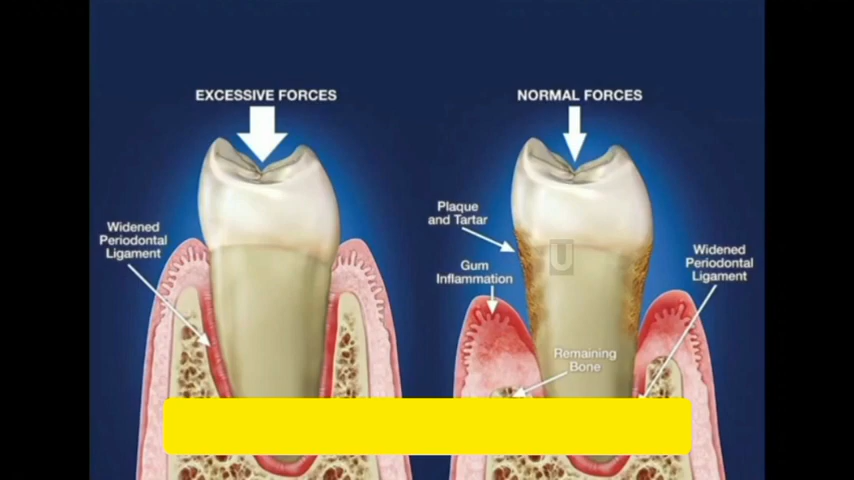 EXCESSIVE FORCES
NORMAL FORCES
Widened
Periodontal
Ligament
Plaque
and Tartar
Gum
Inflammation
Widened
Periodontal
Ligament
Remaining
Bone
U